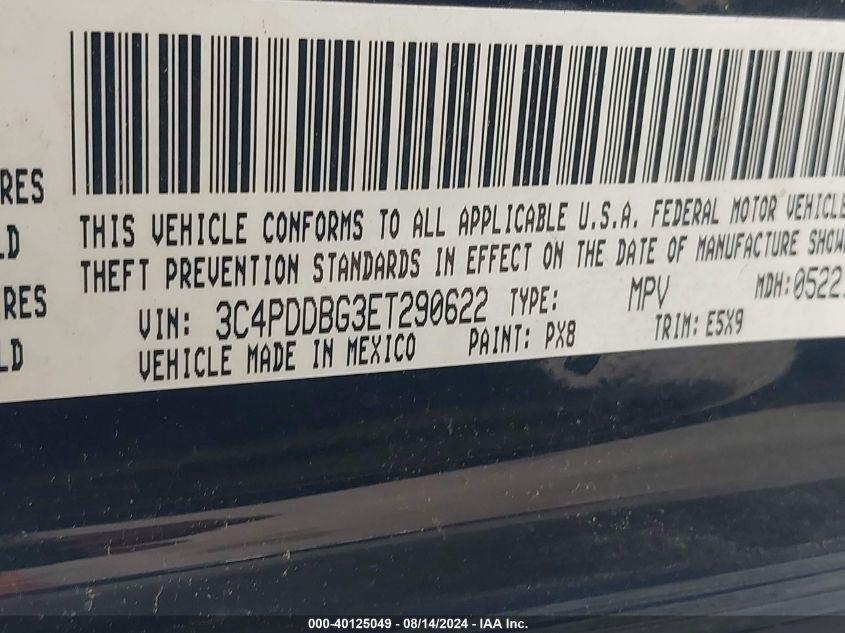 RES
LD
RES
LD
THIS VEHICLE CONFORMS TO ALL APPLICABLE U.S.A. FEDERAL MOTOR VEHICLE
THEFT PREVENTION STANDARDS IN EFFECT ON THE DATE OF MANUFACTURE SHOW
VIN: 3C4PDDBG3ET290622 TYPE: MPV MDH:0522
VEHICLE MADE IN MEXICO PAINT: PX8 TRIM: E5X9
000-40125049 - 08/14/2024 - IAA Inc.